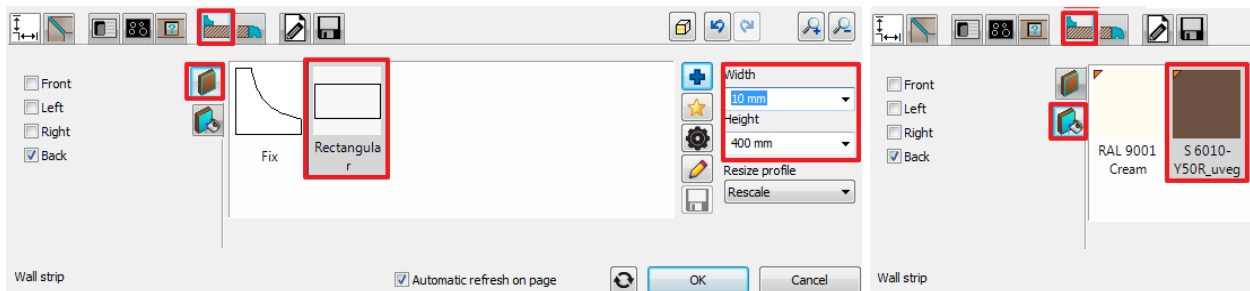 Front
Left
Right
Back
Fix
Rectangula
r
Width
10 mm
Height
400 mm
Resize profile
Rescale
Wall strip
Automatic refresh on page
OK
Cancel
Front
Left
Right
Back
RAL 9001
Cream
S 6010-
Y50R_uveg
Wall strip